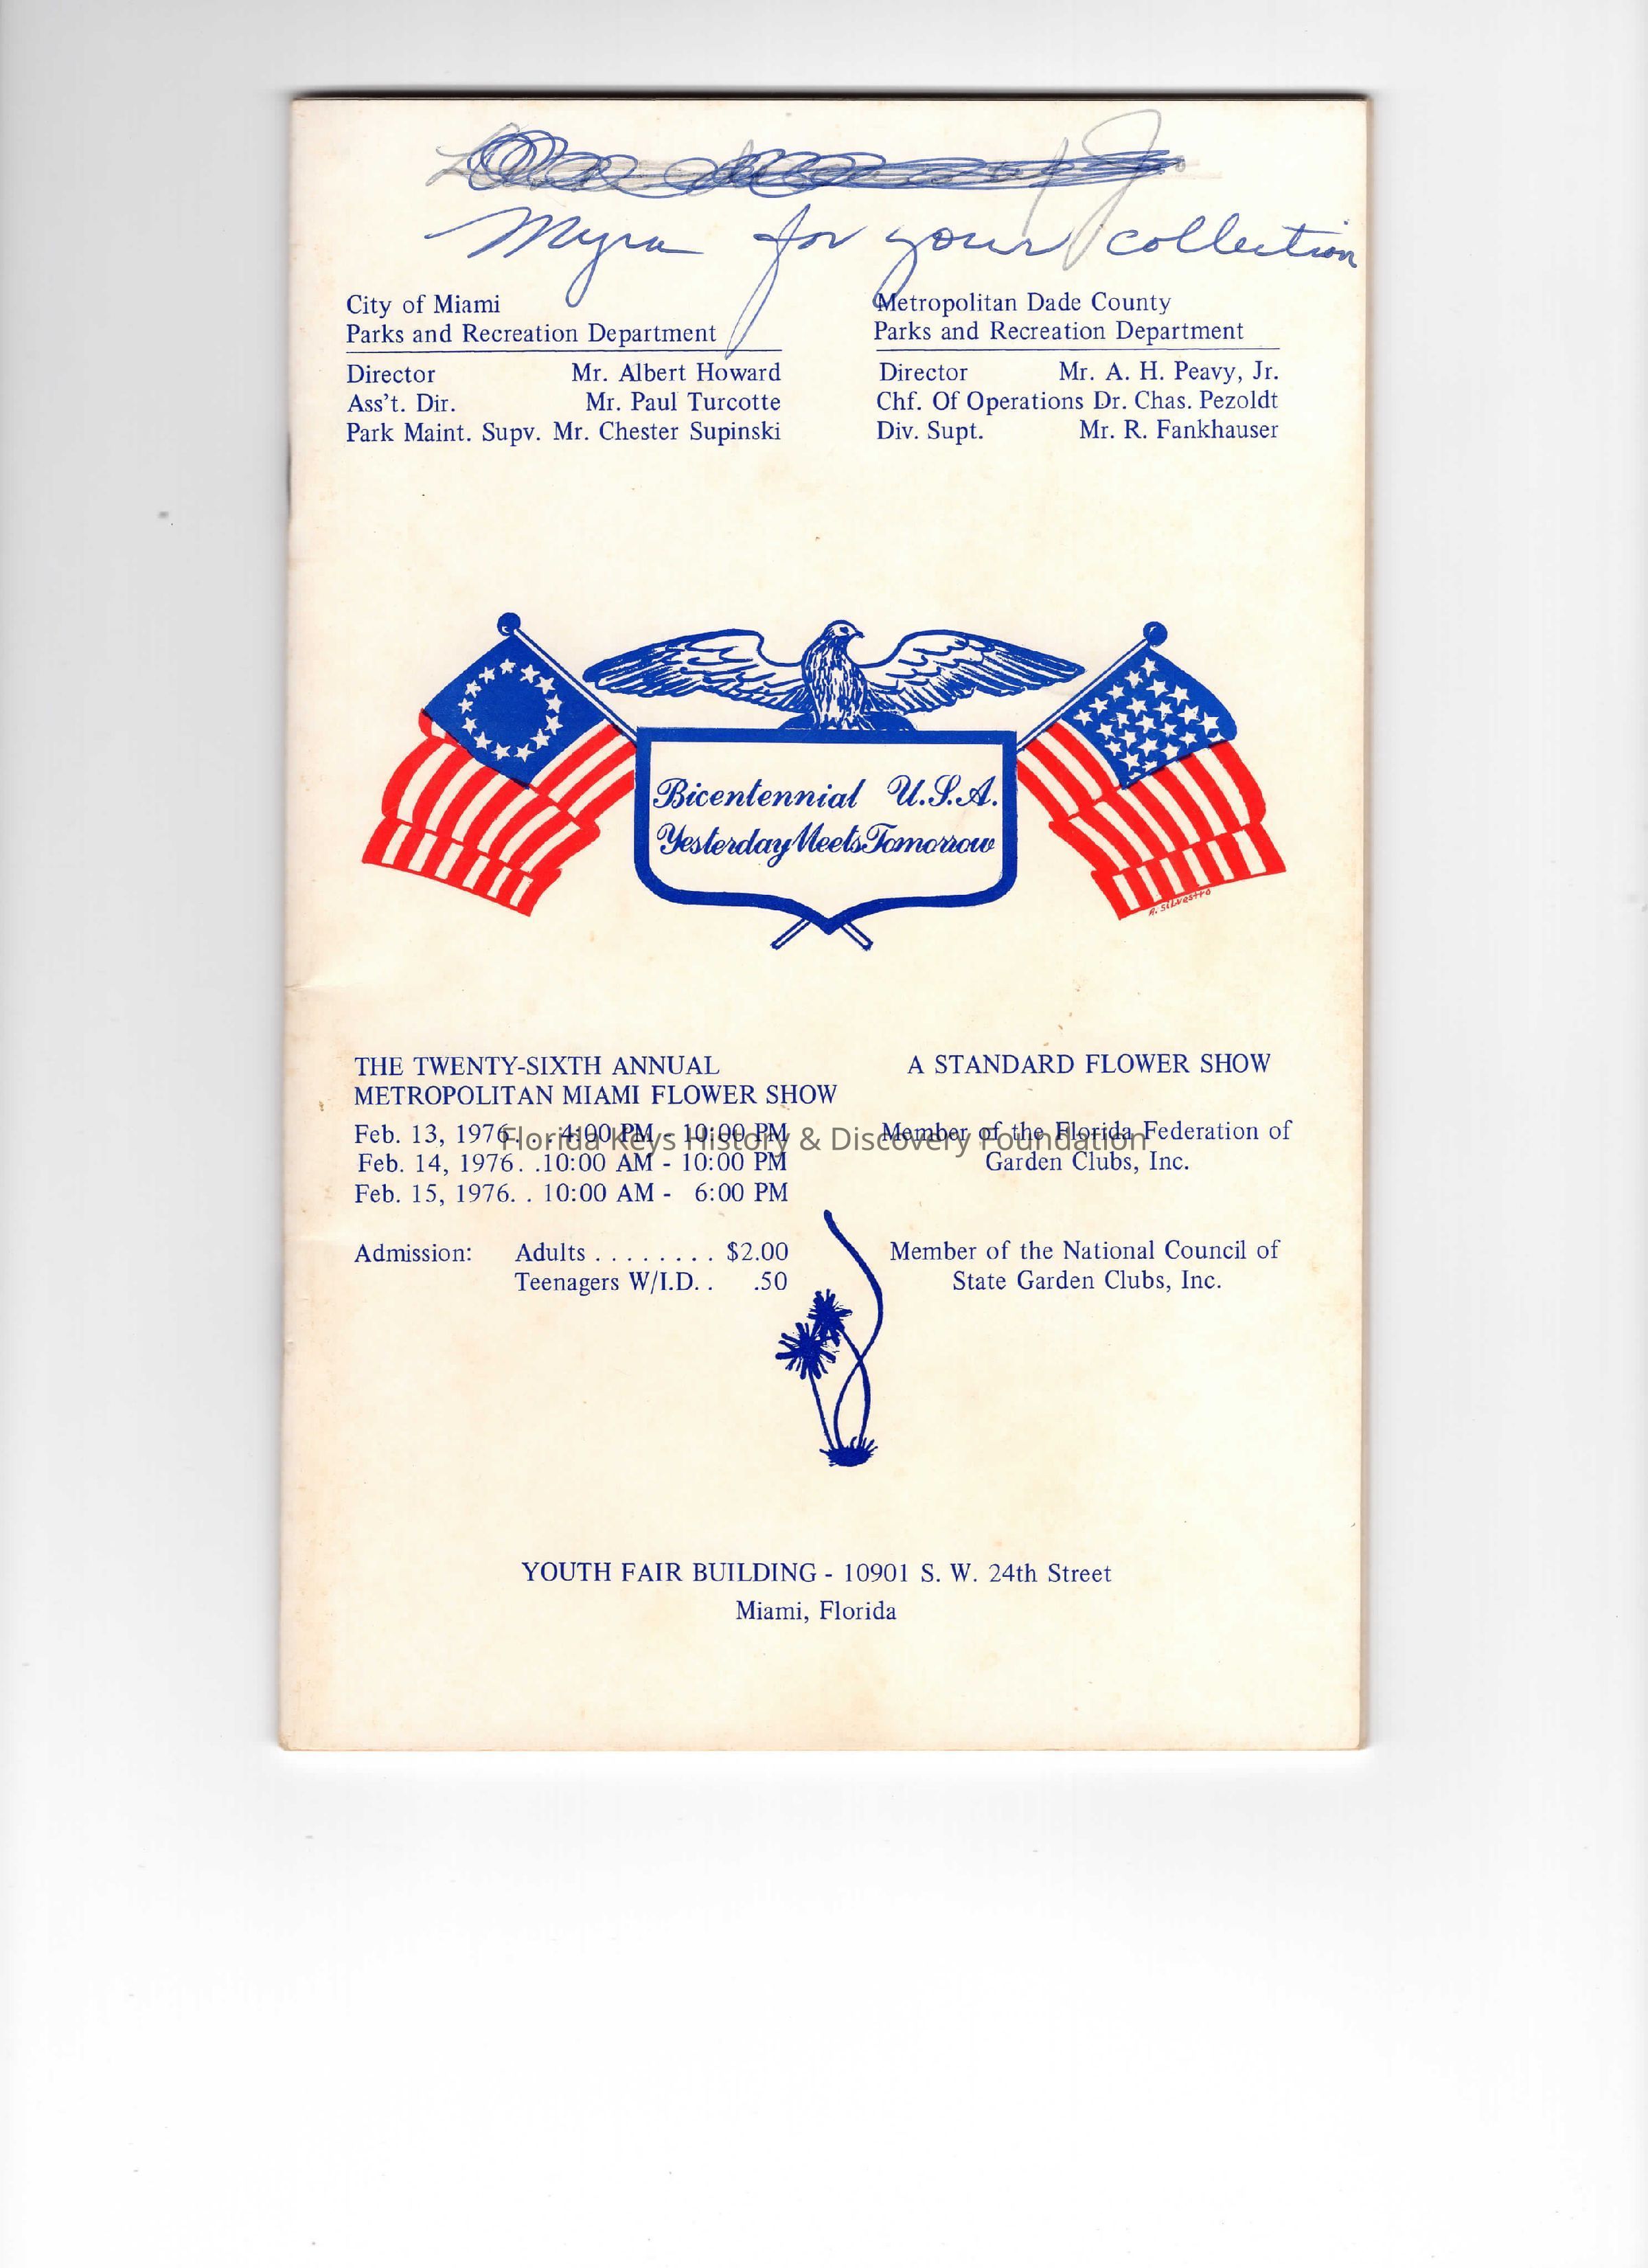 Myra for your collection
City of Miami
Parks and Recreation Department
Director Mr. Albert Howard
Ass't. Dir. Mr. Paul Turcotte
Park Maint. Supv. Mr. Chester Supinski
Metropolitan Dade County
Parks and Recreation Department
Director Mr. A. H. Peavy, Jr.
Chf. Of Operations Dr. Chas. Pezoldt
Div. Supt. Mr. R. Fankhauser
Bicentennial U.S.A.
Yesterday Meets Tomorrow
A. Silvestro
THE TWENTY-SIXTH ANNUAL
METROPOLITAN MIAMI FLOWER SHOW
Feb. 13, 1976. . . 4:00 PM - 10:00 PM
Feb. 14, 1976. .10:00 AM - 10:00 PM
Feb. 15, 1976. . 10:00 AM - 6:00 PM
Admission: Adults . . . . . . . . $2.00
Teenagers W/I.D. . .50
A STANDARD FLOWER SHOW
Member of the Florida Federation of
Garden Clubs, Inc.
Member of the National Council of
State Garden Clubs, Inc.
Florida Keys History & Discovery Foundation
YOUTH FAIR BUILDING - 10901 S. W. 24th Street
Miami, Florida